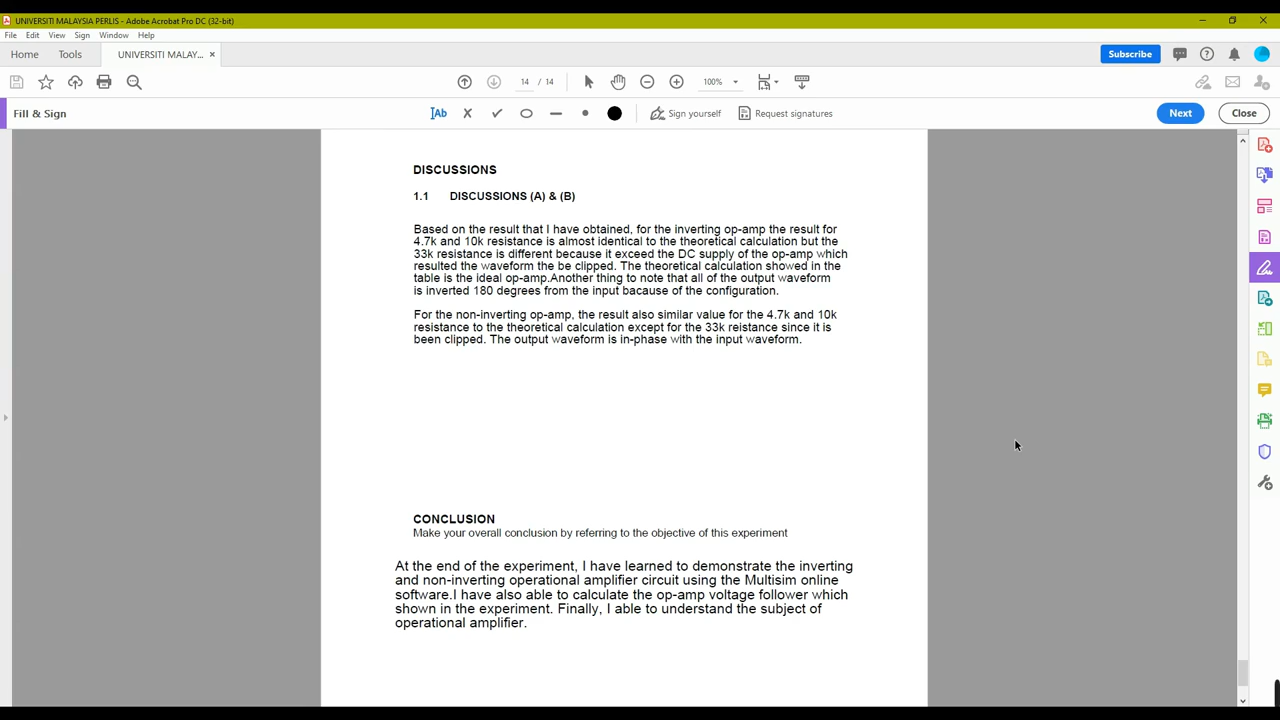 UNIVERSITI MALAYSIA PERLIS - Adobe Acrobat Pro DC (32-bit)
File Edit View Sign Window Help
Home Tools UNIVERSITI MALAY... × Subscribe
14 / 14 100%
Fill & Sign Ab Sign yourself Request signatures Next Close
DISCUSSIONS
1.1 DISCUSSIONS (A) & (B)
Based on the result that I have obtained, for the inverting op-amp the result for
4.7k and 10k resistance is almost identical to the theoretical calculation but the
33k resistance is different because it exceed the DC supply of the op-amp which
resulted the waveform the be clipped. The theoretical calculation showed in the
table is the ideal op-amp.Another thing to note that all of the output waveform
is inverted 180 degrees from the input bacause of the configuration.
For the non-inverting op-amp, the result also similar value for the 4.7k and 10k
resistance to the theoretical calculation except for the 33k reistance since it is
been clipped. The output waveform is in-phase with the input waveform.
CONCLUSION
Make your overall conclusion by referring to the objective of this experiment
At the end of the experiment, I have learned to demonstrate the inverting
and non-inverting operational amplifier circuit using the Multisim online
software.I have also able to calculate the op-amp voltage follower which
shown in the experiment. Finally, I able to understand the subject of
operational amplifier.